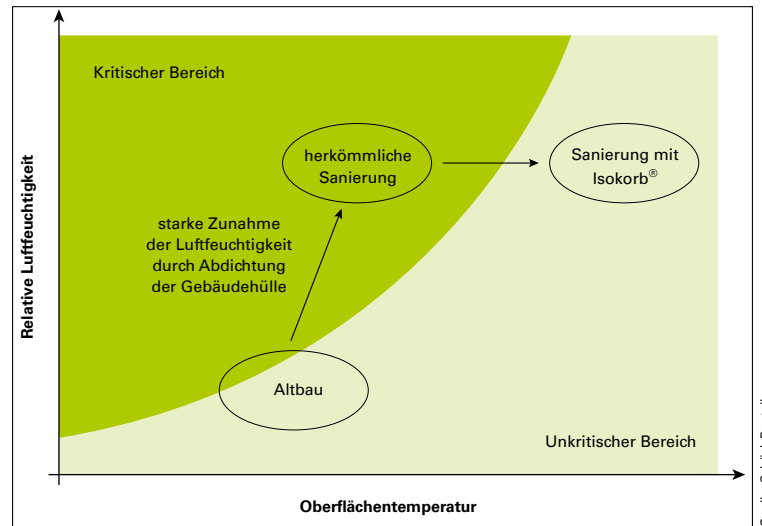 Kritischer Bereich
herkömmliche
Sanierung
Sanierung mit
Isokorb®
starke Zunahme
der Luftfeuchtigkeit
durch Abdichtung
der Gebäudehülle
Altbau
Unkritischer Bereich
Relative Luftfeuchtigkeit
Oberflächentemperatur